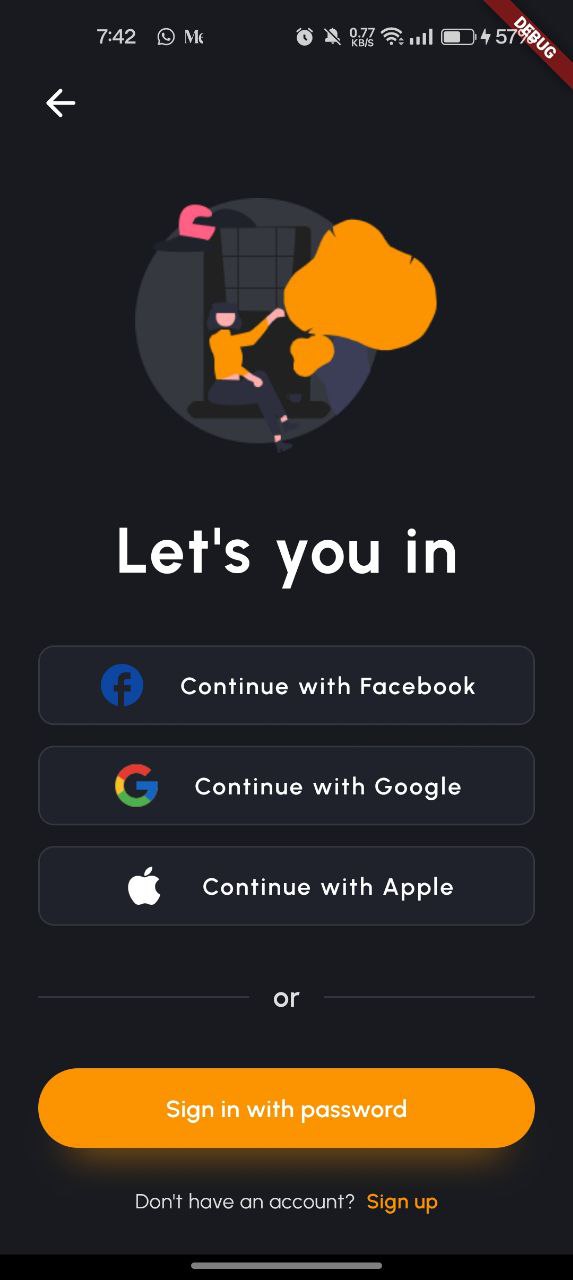 7:42
0.77
KB/S
57%
DEBUG
Let's you in
Continue with Facebook
Continue with Google
Continue with Apple
or
Sign in with password
Don't have an account? Sign up